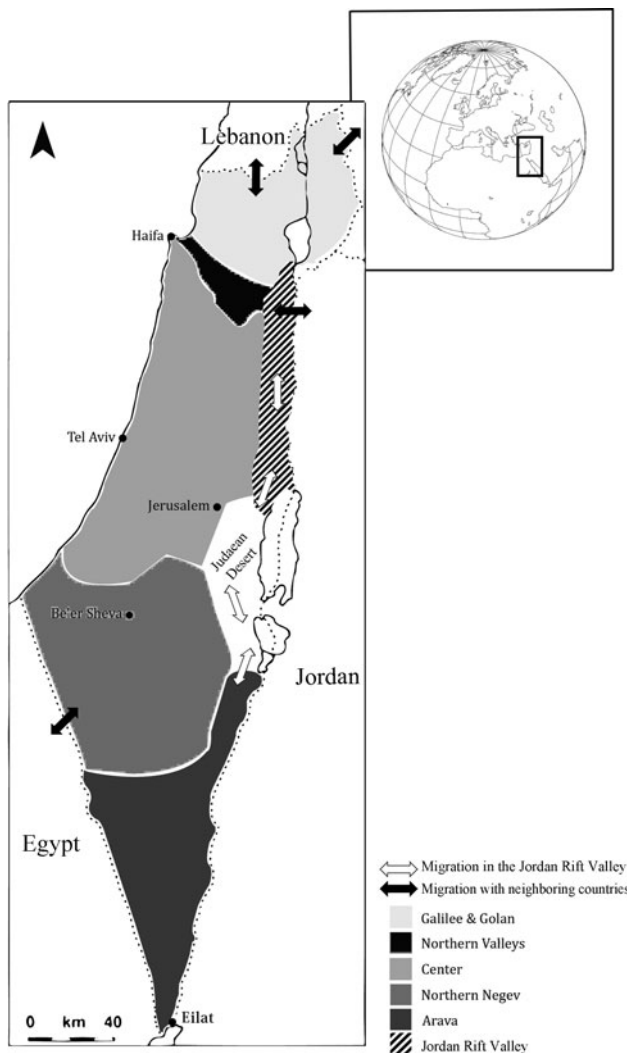 Lebanon
Haifa
Tel Aviv
Jerusalem
Judaean
Desert
Be'er Sheva
Jordan
Egypt
Eilat
0 km 40
Migration in the Jordan Rift Valley
Migration with neighboring countries
Galilee & Golan
Northern Valleys
Center
Northern Negev
Arava
Jordan Rift Valley